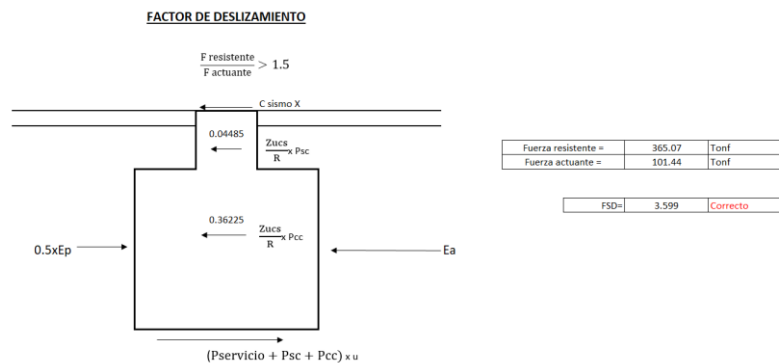 FACTOR DE DESLIZAMIENTO
F resistente
F actuante
> 1.5
C sismo X
0.04485
Zucs
R
x Psc
0.36225
Zucs
R
x Pcc
0.5xEp
Ea
(Pservicio + Psc + Pcc) x u
Fuerza resistente = 365.07 Tonf
Fuerza actuante = 101.44 Tonf
FSD= 3.599 Correcto